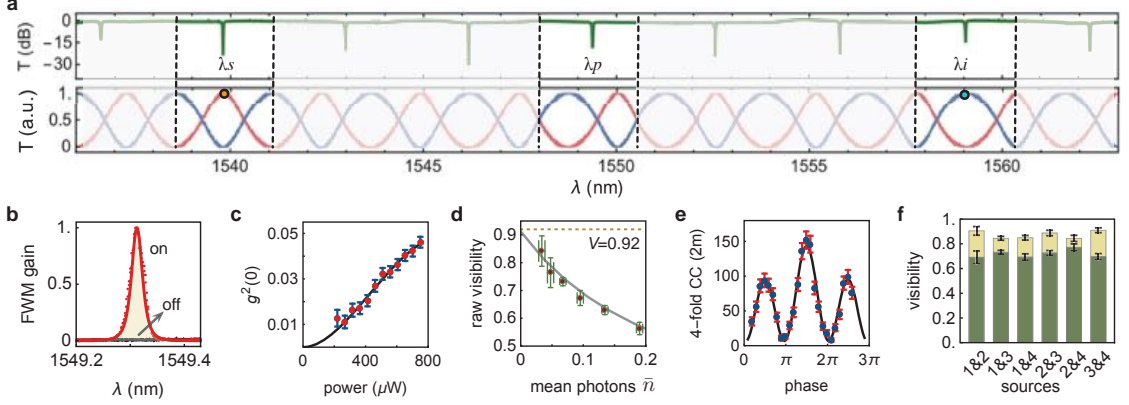 a
T (dB)
0
−15
−30
λs
λp
λi
T (a.u.)
1.
0.5
0
1540
1545
1550
1555
1560
λ (nm)
b
FWM gain
1.
0
on
off
1549.2
1549.4
λ (nm)
c
g²(0)
0.05
0.03
0.01
0
400
800
power (μW)
d
raw visibility
0.9
0.8
0.7
0.6
0.5
V=0.92
0
0.1
0.2
mean photons n̄
e
4−fold CC (2m)
150
100
50
0
0
π
2π
3π
phase
f
visibility
1.
0.8
0.6
0.4
0.2
0
1&2
1&3
1&4
2&3
2&4
3&4
sources